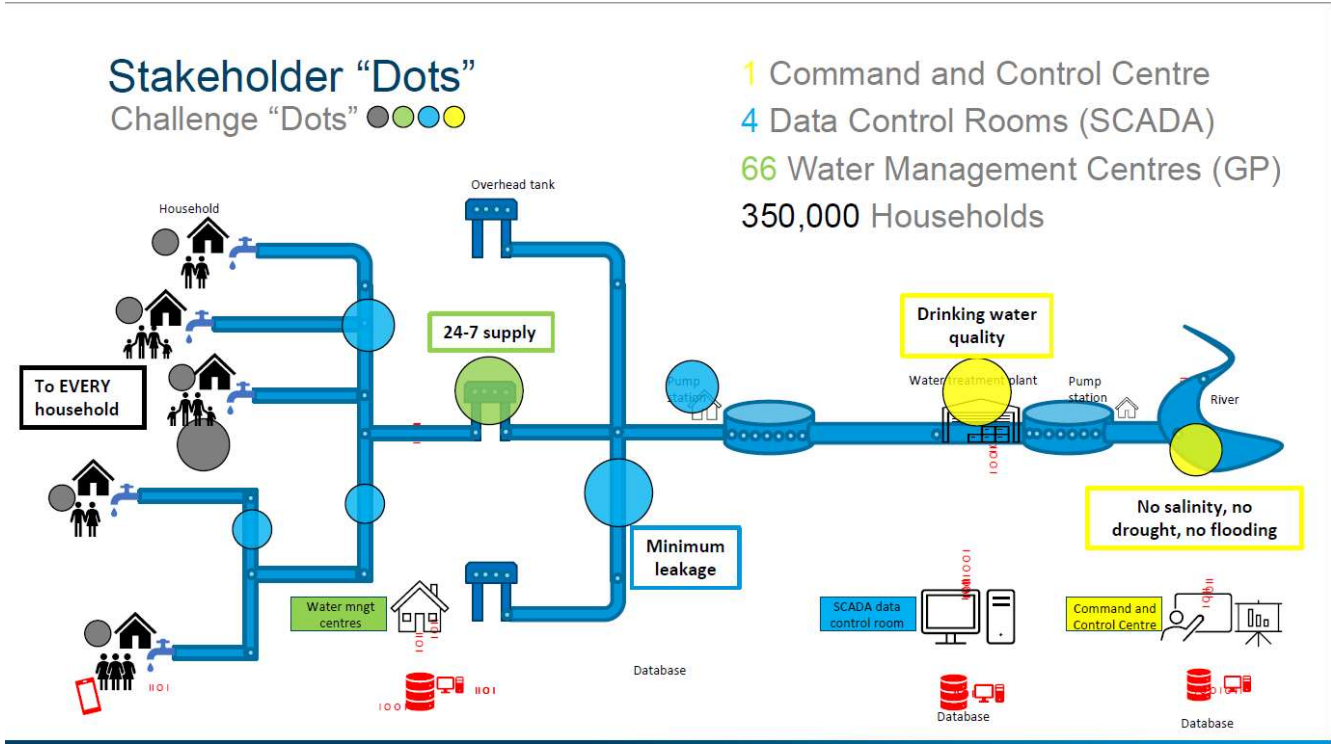 Stakeholder “Dots”
Challenge “Dots”
1 Command and Control Centre
4 Data Control Rooms (SCADA)
66 Water Management Centres (GP)
350,000 Households
Overhead tank
Household
24-7 supply
Drinking water
quality
To EVERY
household
Pump
station
Water treatment plant
Pump
station
River
No salinity, no
drought, no flooding
Minimum
leakage
Water mngt
centres
SCADA data
control room
Command and
Control Centre
Database
1101
1001
1101
Database
Database